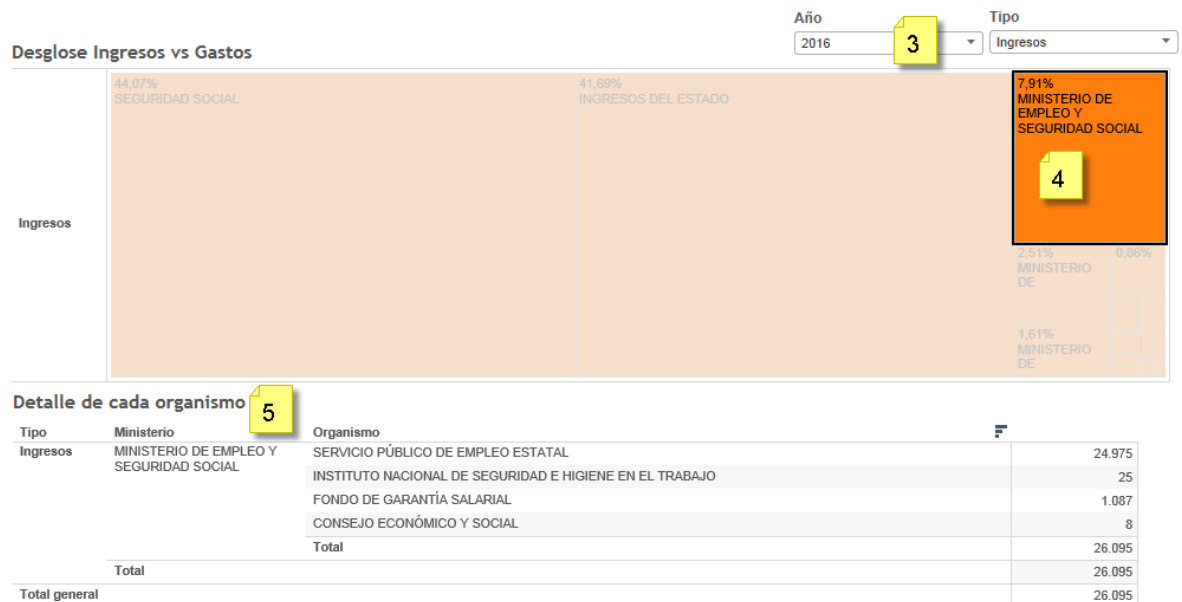 Año
Tipo
Desglose Ingresos vs Gastos
2016
3
Ingresos
44,07%
SEGURIDAD SOCIAL
41,69%
INGRESOS DEL ESTADO
7,91%
MINISTERIO DE
EMPLEO Y
SEGURIDAD SOCIAL
4
Ingresos
2,51%
MINISTERIO
DE
0,86%
1,61%
MINISTERIO
DE
Detalle de cada organismo
5
Tipo Ministerio Organismo
Ingresos MINISTERIO DE EMPLEO Y SERVICIO PÚBLICO DE EMPLEO ESTATAL 24.975
SEGURIDAD SOCIAL
INSTITUTO NACIONAL DE SEGURIDAD E HIGIENE EN EL TRABAJO 25
FONDO DE GARANTÍA SALARIAL 1.087
CONSEJO ECONÓMICO Y SOCIAL 8
Total 26.095
Total 26.095
Total general 26.095